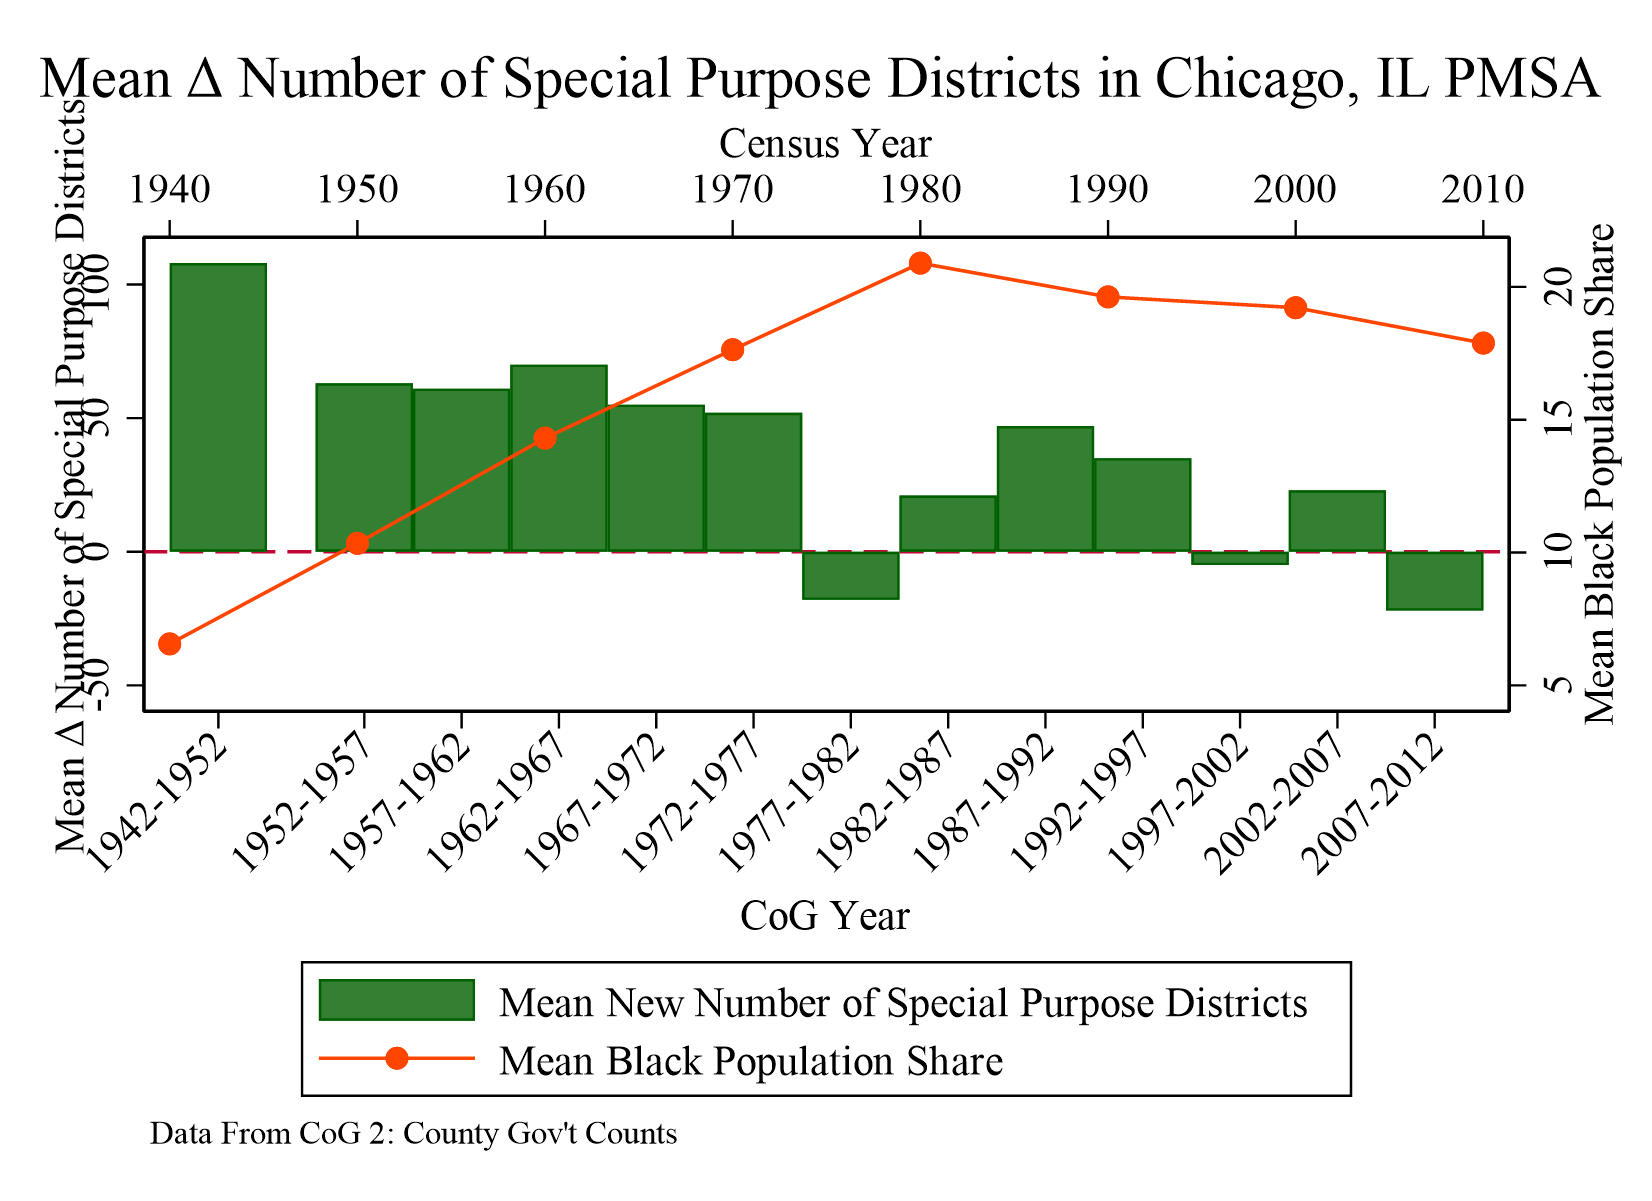 Mean Δ Number of Special Purpose Districts in Chicago, IL PMSA
Census Year
1940 1950 1960 1970 1980 1990 2000 2010
Mean Δ Number of Special Purpose Districts
100
50
0
-50
20
15
10
5
Mean Black Population Share
1942-1952 1952-1957 1957-1962 1962-1967 1967-1972 1972-1977 1977-1982 1982-1987 1987-1992 1992-1997 1997-2002 2002-2007 2007-2012
CoG Year
Mean New Number of Special Purpose Districts
Mean Black Population Share
Data From CoG 2: County Gov't Counts